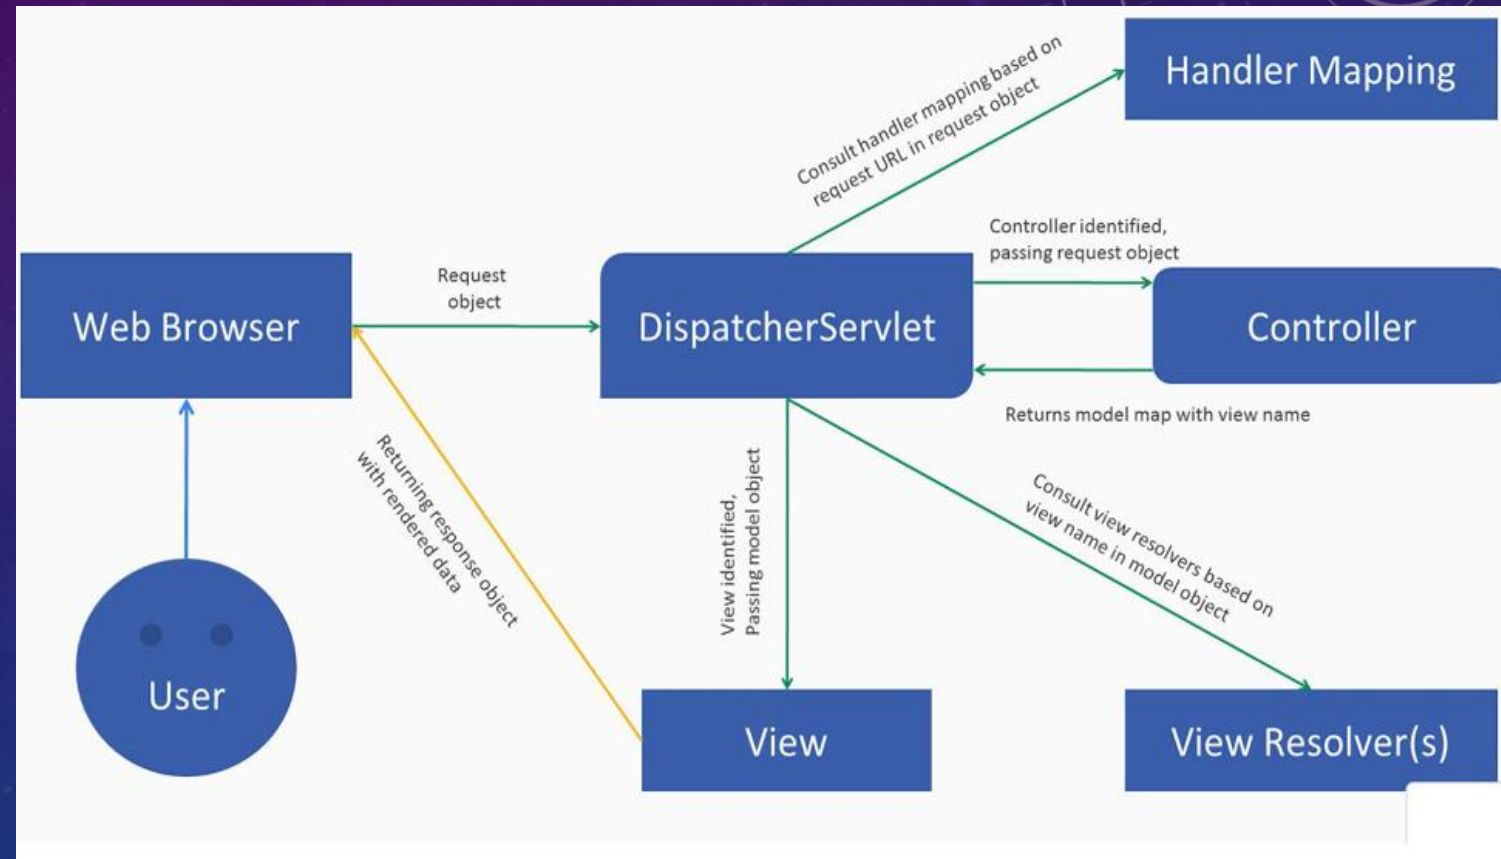 Consult handler mapping based on
request URL in request object
Handler Mapping
Controller identified,
passing request object
Request
object
Web Browser
DispatcherServlet
Controller
Returns model map with view name
Returning response object
with rendered data
View identified,
Passing model object
Consult view resolvers based on
view name in model object
User
View
View Resolver(s)